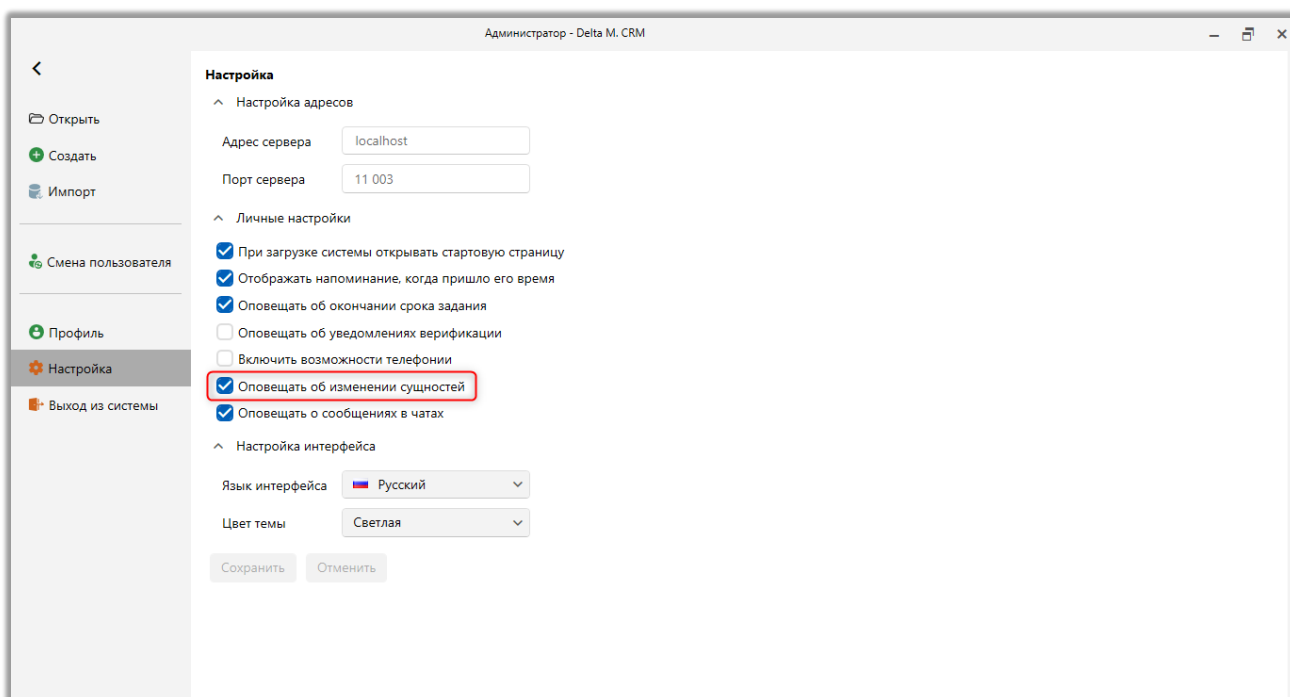 Администратор - Delta M. CRM
Открыть
Создать
Импорт
Смена пользователя
Профиль
Настройка
Выход из системы
Настройка
Настройка адресов
Адрес сервера localhost
Порт сервера 11 003
Личные настройки
При загрузке системы открывать стартовую страницу
Отображать напоминание, когда пришло его время
Оповещать об окончании срока задания
Оповещать об уведомлениях верификации
Включить возможности телефонии
Оповещать об изменении сущностей
Оповещать о сообщениях в чатах
Настройка интерфейса
Язык интерфейса Русский
Цвет темы Светлая
Сохранить Отменить